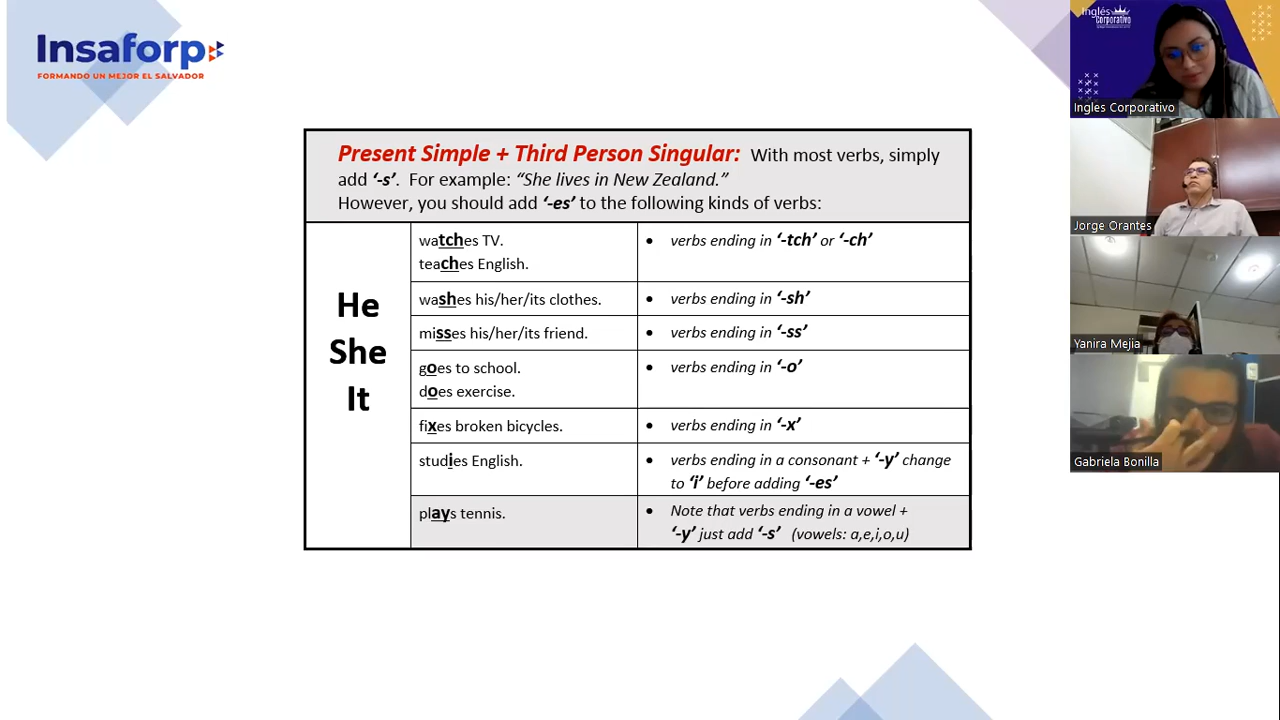 Insaforp
FORMANDO UN MEJOR EL SALVADOR
Present Simple + Third Person Singular: With most verbs, simply
add ‘-s’. For example: “She lives in New Zealand.”
However, you should add ‘-es’ to the following kinds of verbs:
He
She
It
watches TV.
teaches English.
• verbs ending in ‘-tch’ or ‘-ch’
washes his/her/its clothes.
• verbs ending in ‘-sh’
misses his/her/its friend.
• verbs ending in ‘-ss’
goes to school.
does exercise.
• verbs ending in ‘-o’
fixes broken bicycles.
• verbs ending in ‘-x’
studies English.
• verbs ending in a consonant + ‘-y’ change
to ‘i’ before adding ‘-es’
plays tennis.
• Note that verbs ending in a vowel +
‘-y’ just add ‘-s’ (vowels: a,e,i,o,u)
Inglés
Corporativo
Ingles Corporativo
Jorge Orantes
Yanira Mejia
Gabriela Bonilla